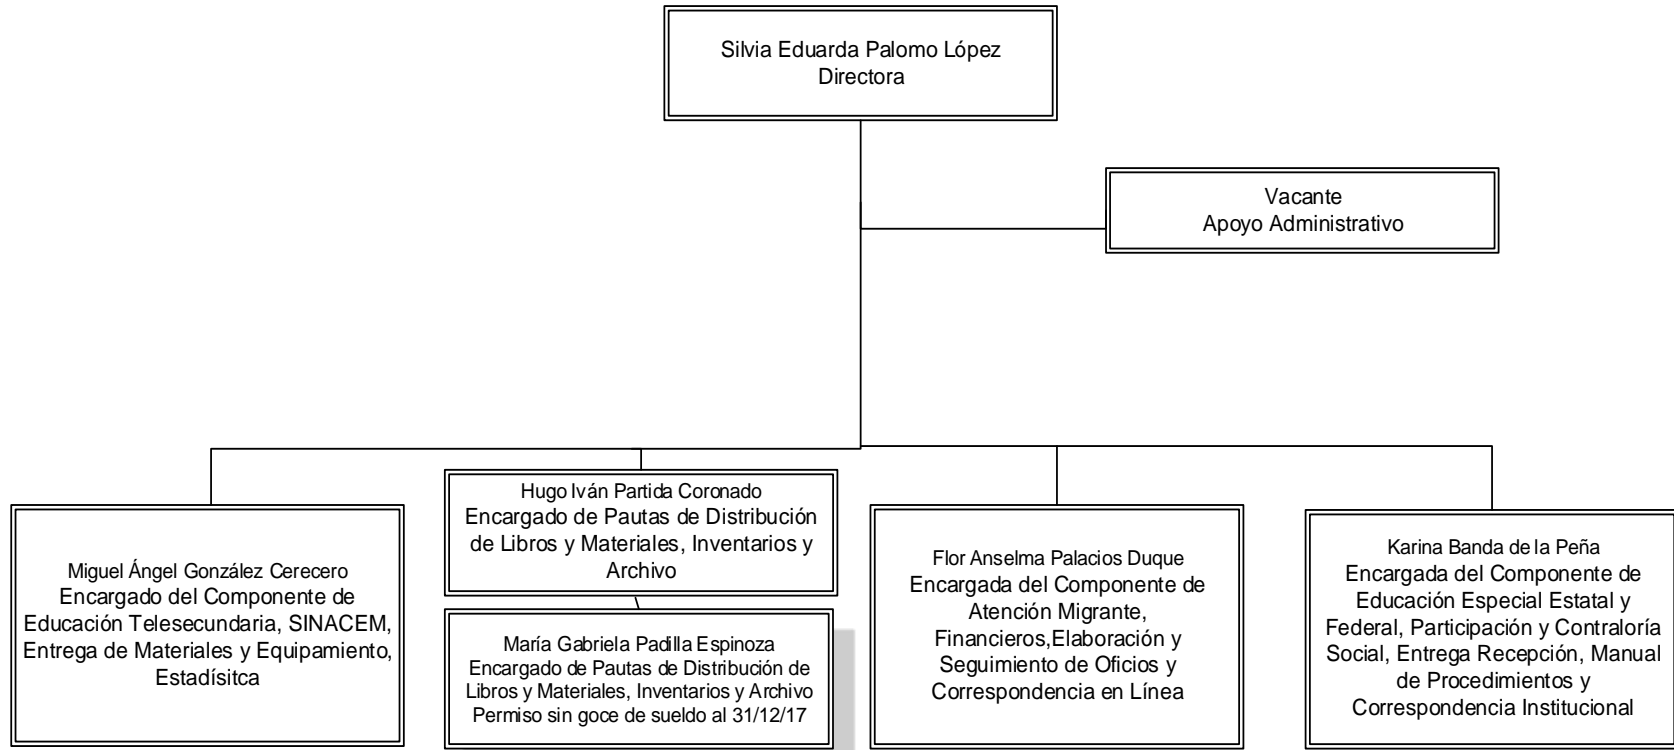 Silvia Eduarda Palomo López
Directora
Vacante
Apoyo Administrativo
Miguel Ángel González Cerecero
Encargado del Componente de
Educación Telesecundaria, SINACEM,
Entrega de Materiales y Equipamiento,
Estadísitca
Hugo Iván Partida Coronado
Encargado de Pautas de Distribución
de Libros y Materiales, Inventarios y
Archivo
María Gabriela Padilla Espinoza
Encargado de Pautas de Distribución de
Libros y Materiales, Inventarios y Archivo
Permiso sin goce de sueldo al 31/12/17
Flor Anselma Palacios Duque
Encargada del Componente de
Atención Migrante,
Financieros,Elaboración y
Seguimiento de Oficios y
Correspondencia en Línea
Karina Banda de la Peña
Encargada del Componente de
Educación Especial Estatal y
Federal, Participación y Contraloría
Social, Entrega Recepción, Manual
de Procedimientos y
Correspondencia Institucional